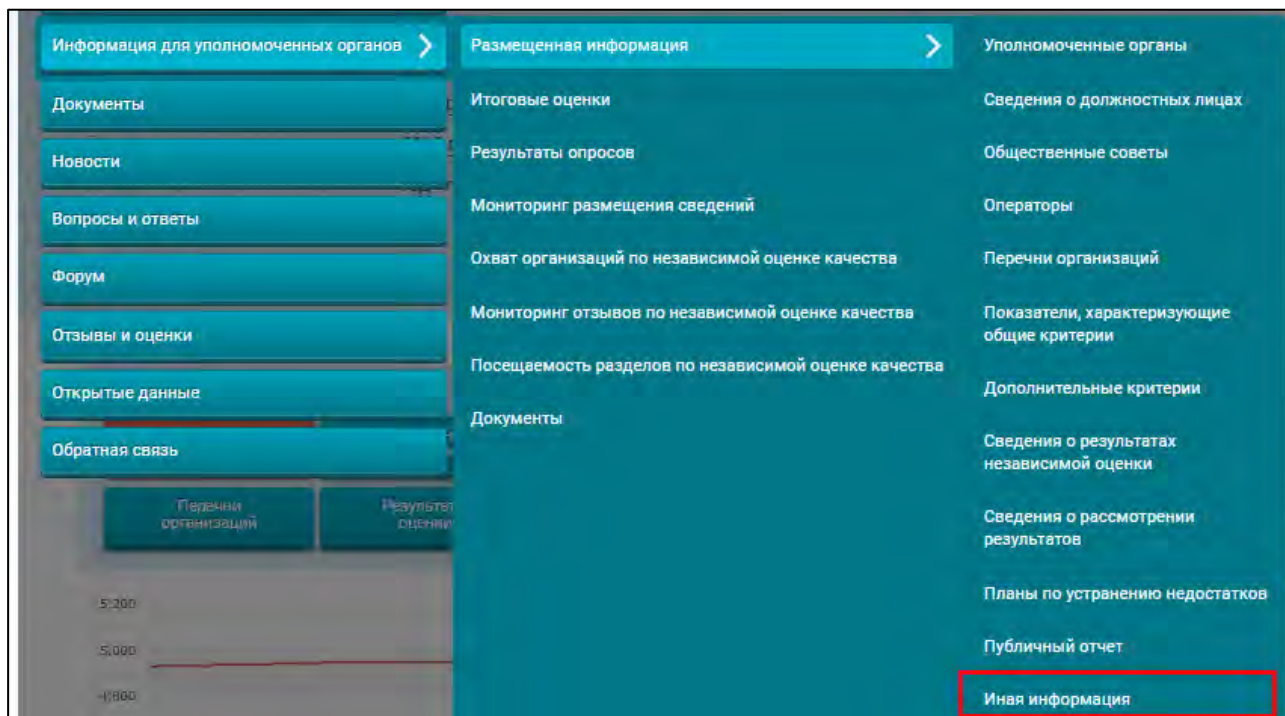 Информация для уполномоченных органов
Документы
Новости
Вопросы и ответы
Форум
Отзывы и оценки
Открытые данные
Обратная связь
Перечни
организаций
5,200
5,000
4,800
Размещенная информация
Итоговые оценки
Результаты опросов
Мониторинг размещения сведений
Охват организаций по независимой оценке качества
Мониторинг отзывов по независимой оценке качества
Посещаемость разделов по независимой оценке качества
Документы
Уполномоченные органы
Сведения о должностных лицах
Общественные советы
Операторы
Перечни организаций
Показатели, характеризующие
общие критерии
Дополнительные критерии
Сведения о результатах
независимой оценки
Сведения о рассмотрении
результатов
Планы по устранению недостатков
Публичный отчет
Иная информация